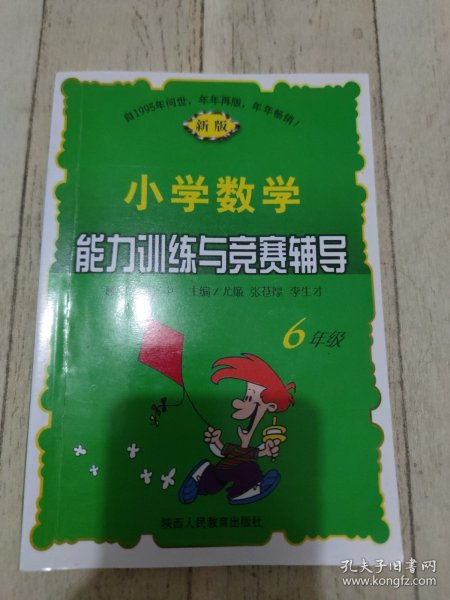 自1995年问世，年年再版，年年畅销！
新版
小学数学
能力训练与竞赛辅导
主编/尤廉 张君厚 李生才
6年级
陕西人民教育出版社
孔夫子旧书网
www.kongfz.com